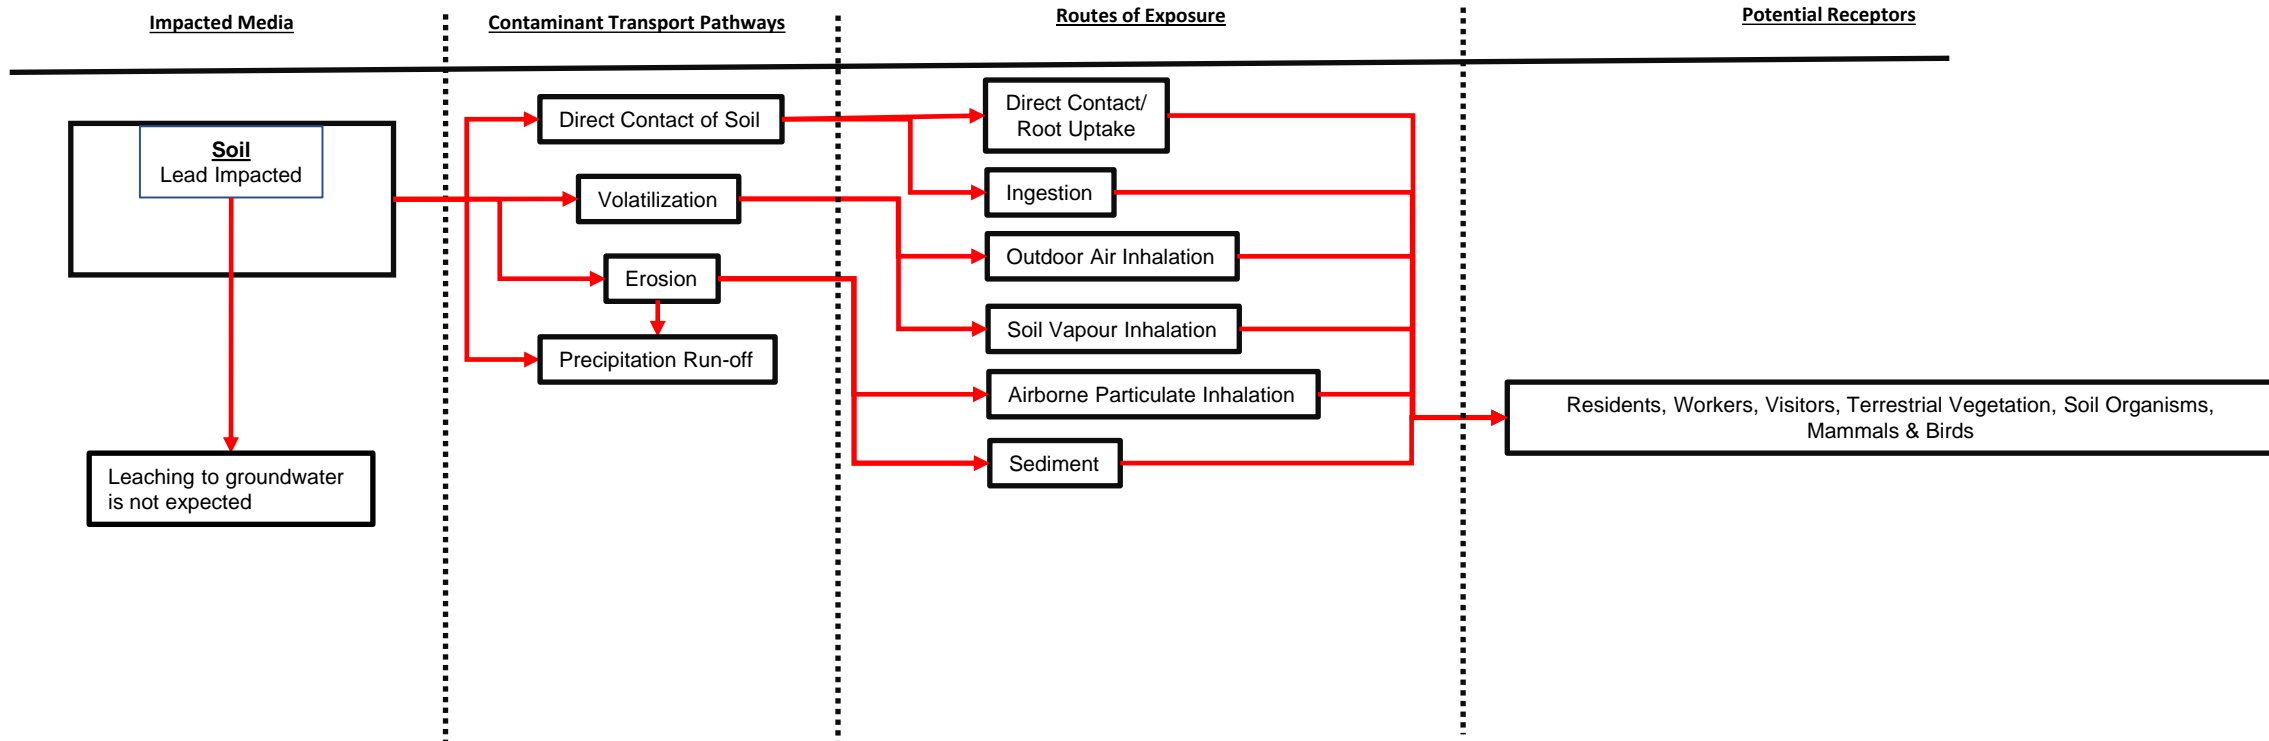 Impacted Media
Contaminant Transport Pathways
Routes of Exposure
Potential Receptors
Soil
Lead Impacted
Leaching to groundwater
is not expected
Direct Contact of Soil
Volatilization
Erosion
Precipitation Run-off
Direct Contact/
Root Uptake
Ingestion
Outdoor Air Inhalation
Soil Vapour Inhalation
Airborne Particulate Inhalation
Sediment
Residents, Workers, Visitors, Terrestrial Vegetation, Soil Organisms,
Mammals & Birds